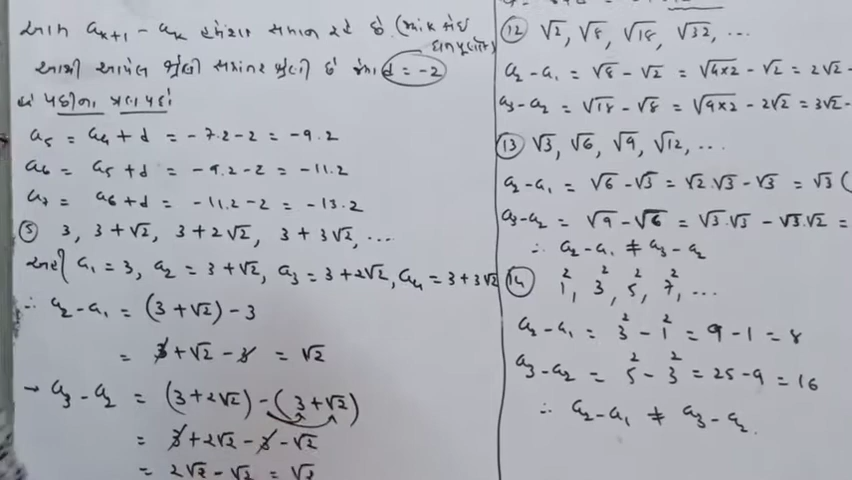 aₖ₊₁ - aₖ સમાન રહે છે.
d = -2
a₅ = a₄ + d = -7.2-2 = -9.2
a₆ = a₅ + d = -9.2-2 = -11.2
a₇ = a₆ + d = -11.2-2 = -13.2
⑤ 3, 3+√2, 3+2√2, 3+3√2, ...
a₁ = 3, a₂ = 3+√2, a₃ = 3+2√2, a₄ = 3+3√2
∴ a₂-a₁ = (3+√2)-3
= 3+√2-3 = √2
→ a₃-a₂ = (3+2√2)-(3+√2)
= 3+2√2-3-√2
= 2√2-√2 = √2
⑫ √2, √8, √18, √32, ...
a₂-a₁ = √8-√2 = √4×2-√2 = 2√2-
a₃-a₂ = √18-√8 = √9×2-2√2 = 3√2-
⑬ √3, √6, √9, √12, ...
a₂-a₁ = √6-√3 = √2.√3-√3 = √3(
a₃-a₂ = √9-√6 = √3.√3-√3.√2 =
∴ a₂-a₁ ≠ a₃-a₂
⑭ 1², 3², 5², 7², ...
a₂-a₁ = 3²-1² = 9-1 = 8
a₃-a₂ = 5²-3² = 25-9 = 16
∴ a₂-a₁ ≠ a₃-a₂.